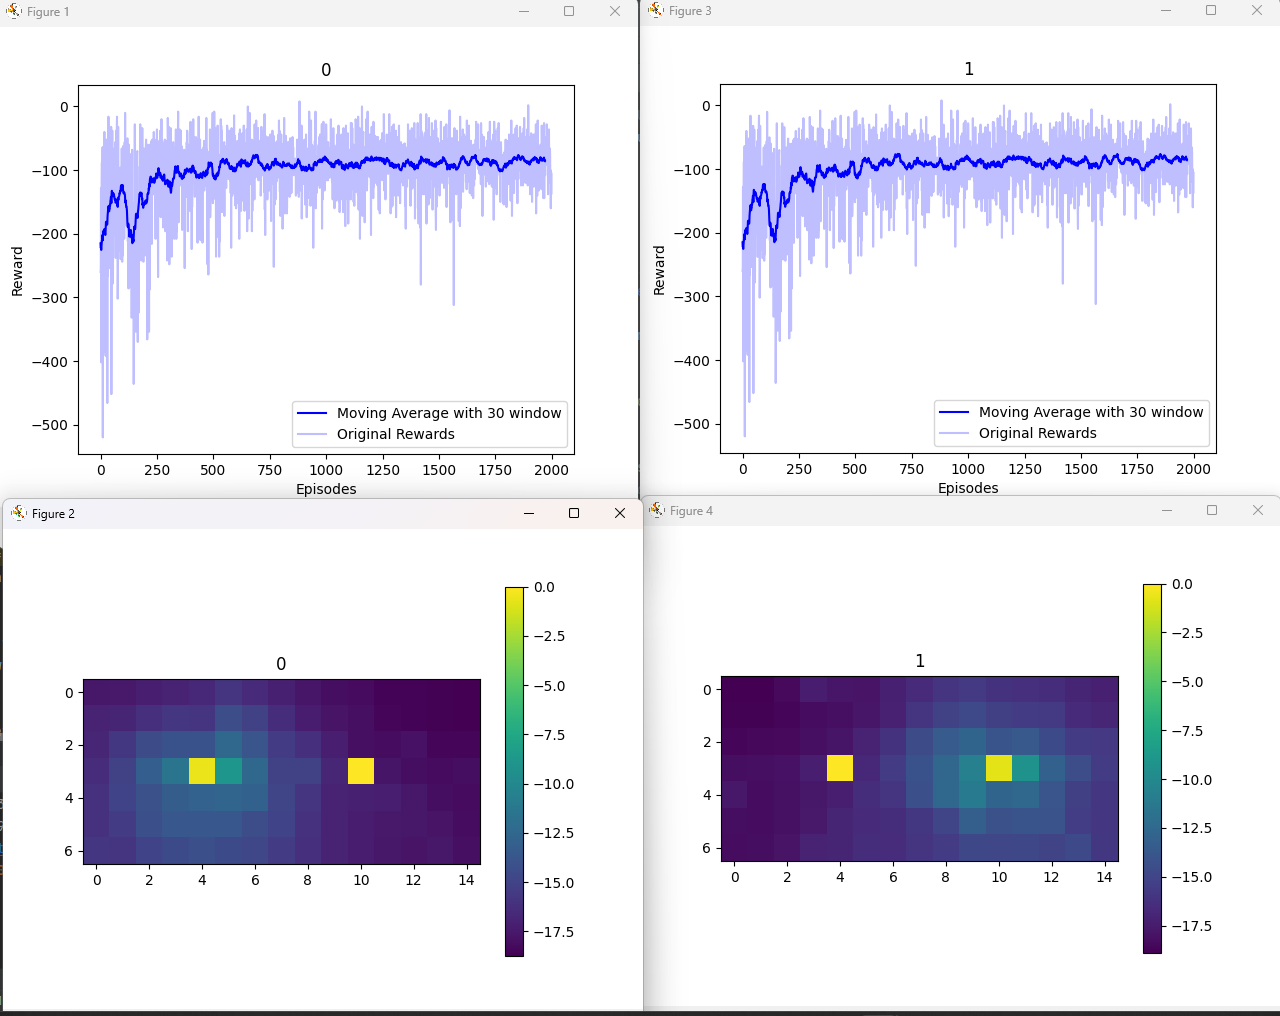 Figure 1
0
0
−100
−200
−300
−400
−500
Reward
Moving Average with 30 window
Original Rewards
0 250 500 750 1000 1250 1500 1750 2000
Episodes
Figure 3
1
0
−100
−200
−300
−400
−500
Reward
Moving Average with 30 window
Original Rewards
0 250 500 750 1000 1250 1500 1750 2000
Episodes
Figure 2
0
0
2
4
6
0 2 4 6 8 10 12 14
0.0
−2.5
−5.0
−7.5
−10.0
−12.5
−15.0
−17.5
Figure 4
1
0
2
4
6
0 2 4 6 8 10 12 14
0.0
−2.5
−5.0
−7.5
−10.0
−12.5
−15.0
−17.5